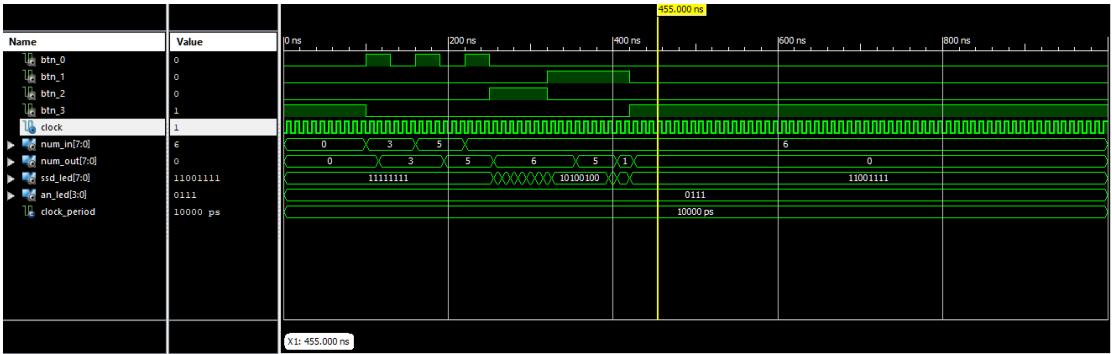 455.000 ns
Name Value
0 ns 200 ns 400 ns 600 ns 800 ns
btn_0 0
btn_1 0
btn_2 0
btn_3 1
clock 1
num_in[7:0] 6 0 3 5 6
num_out[7:0] 0 0 3 5 6 5 1 0
ssd_led[7:0] 11001111 11111111 10100100 11001111
an_led[3:0] 0111 0111
clock_period 10000 ps 10000 ps
X1: 455.000 ns